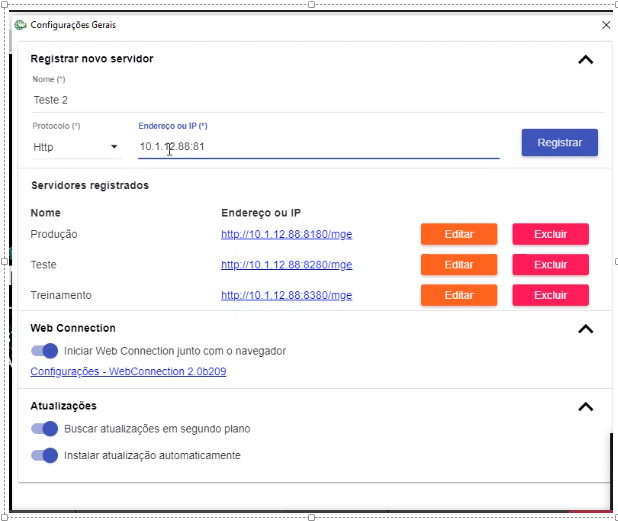 Configurações Gerais
Registrar novo servidor
Nome (*)
Teste 2
Protocolo (*) Endereço ou IP (*)
Http 10.1.12.88:81 Registrar
Servidores registrados
Nome Endereço ou IP
Produção http://10.1.12.88:8180/mge Editar Excluir
Teste http://10.1.12.88:8280/mge Editar Excluir
Treinamento http://10.1.12.88:8380/mge Editar Excluir
Web Connection
Iniciar Web Connection junto com o navegador
Configurações - WebConnection 2.0b209
Atualizações
Buscar atualizações em segundo plano
Instalar atualização automaticamente